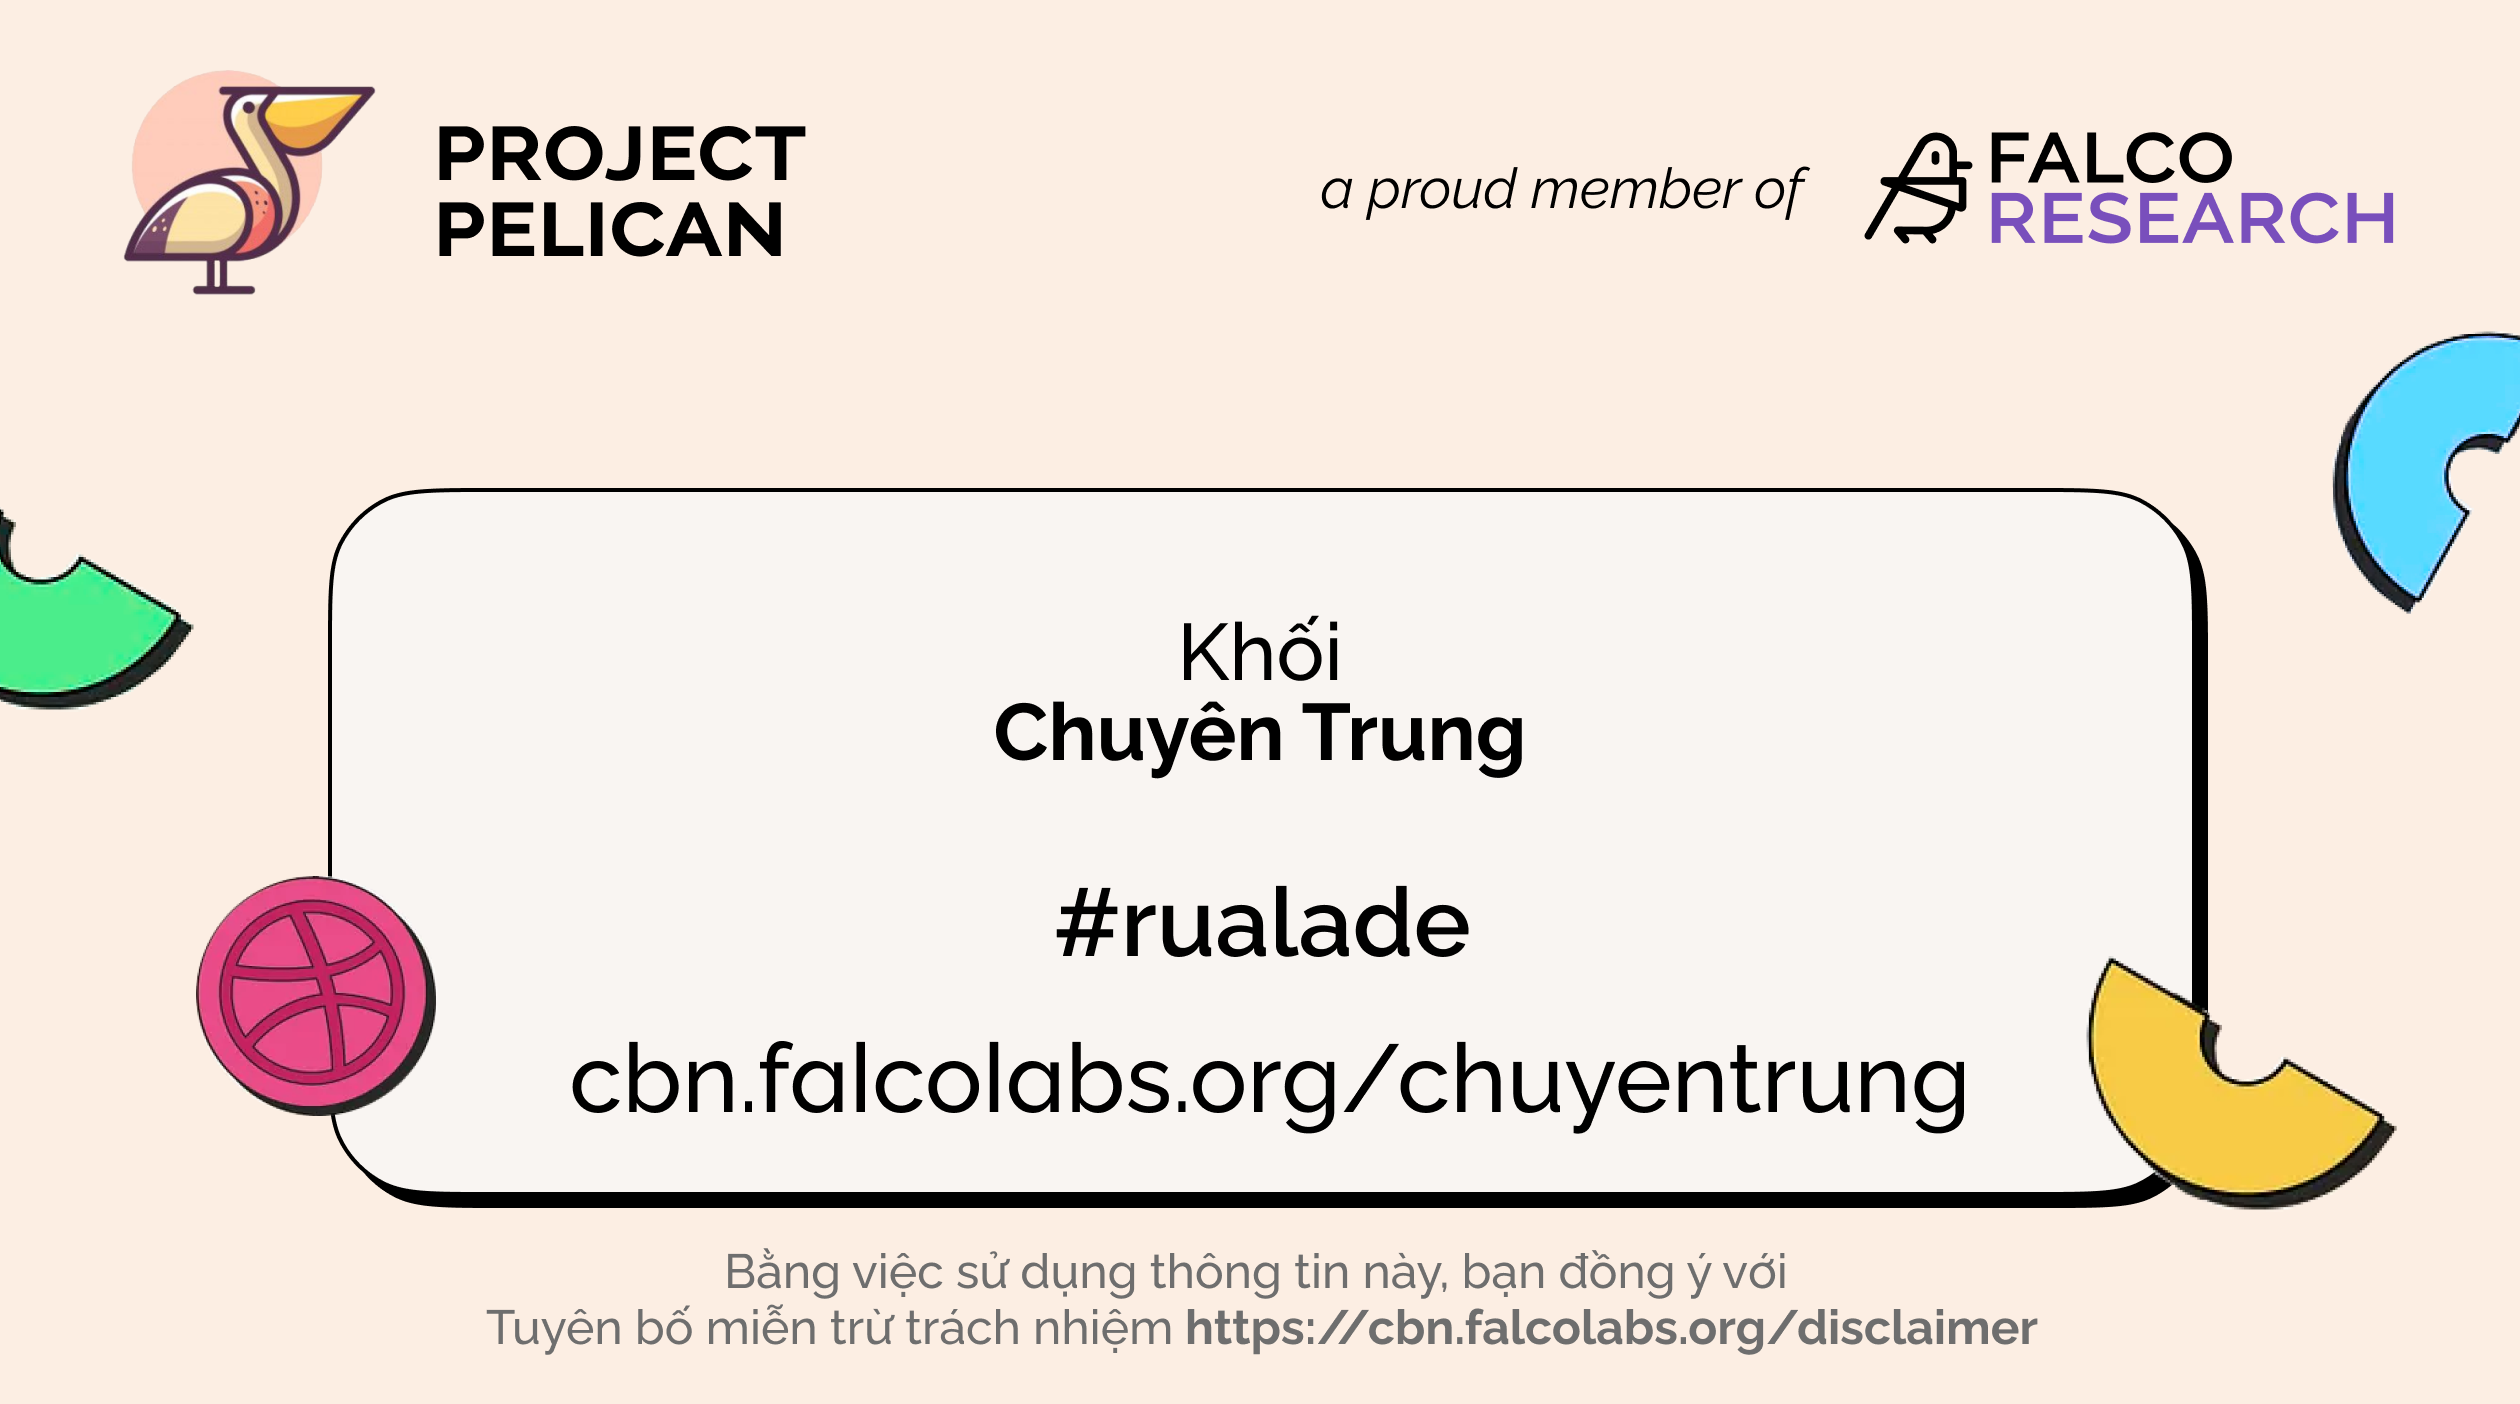 PROJECT
PELICAN
a proud member of
FALCO
RESEARCH
Khối
Chuyên Trung
#rualade
cbn.falcolabs.org/chuyentrung
Bằng việc sử dụng thông tin này, bạn đồng ý với
Tuyên bố miễn trừ trách nhiệm https://cbn.falcolabs.org/disclaimer